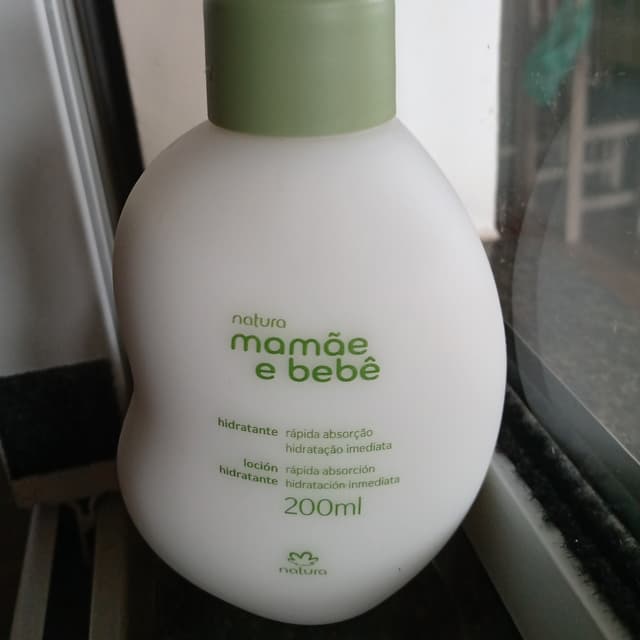 natura
mamãe
e bebê
hidratante rápida absorção
hidratação imediata
loción rápida absorción
hidratante hidratación inmediata
200ml
natura